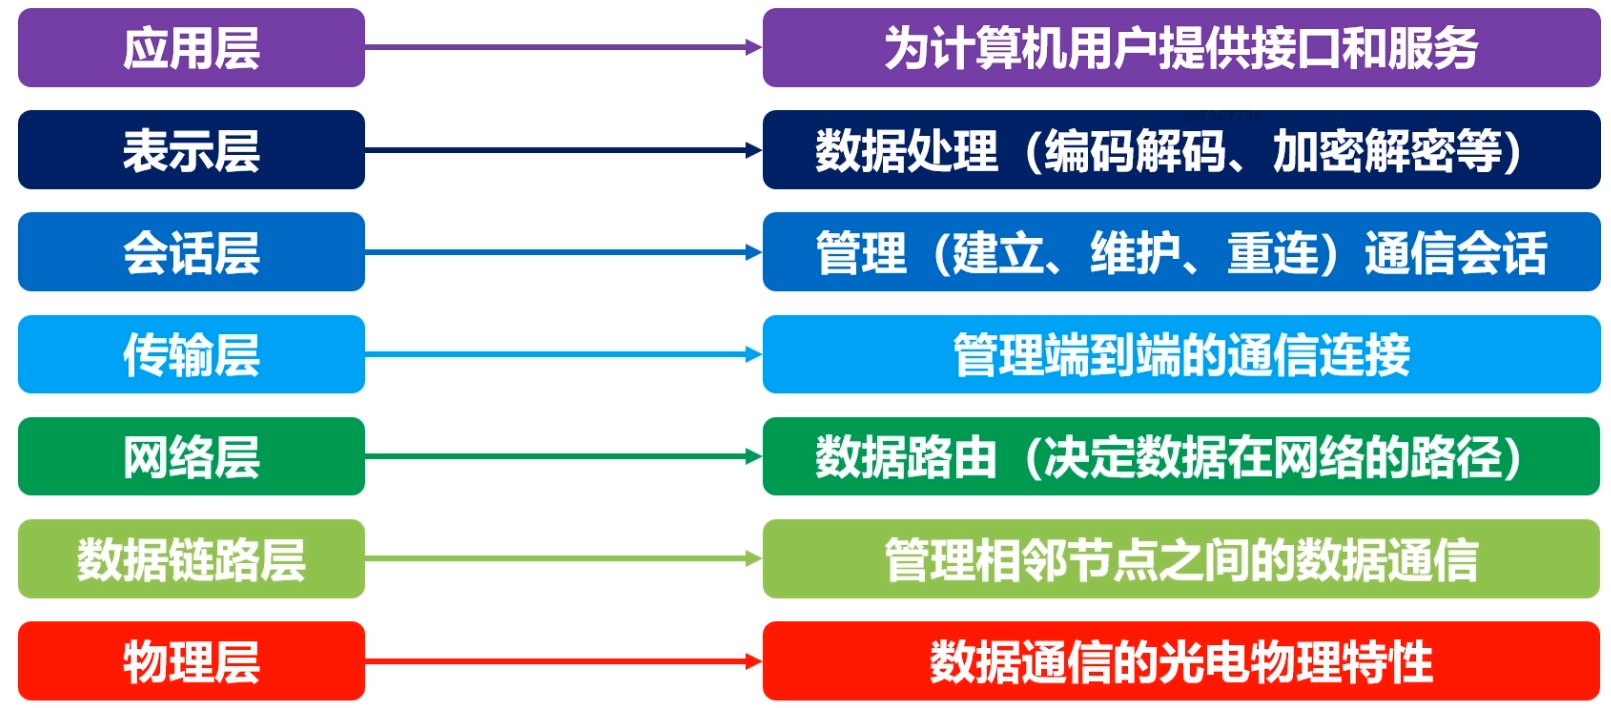 应用层
为计算机用户提供接口和服务
@7367736
表示层
数据处理（编码解码、加密解密等）
会话层
管理（建立、维护、重连）通信会话
传输层
管理端到端的通信连接
网络层
数据路由（决定数据在网络的路径）
数据链路层
管理相邻节点之间的数据通信
物理层
数据通信的光电物理特性